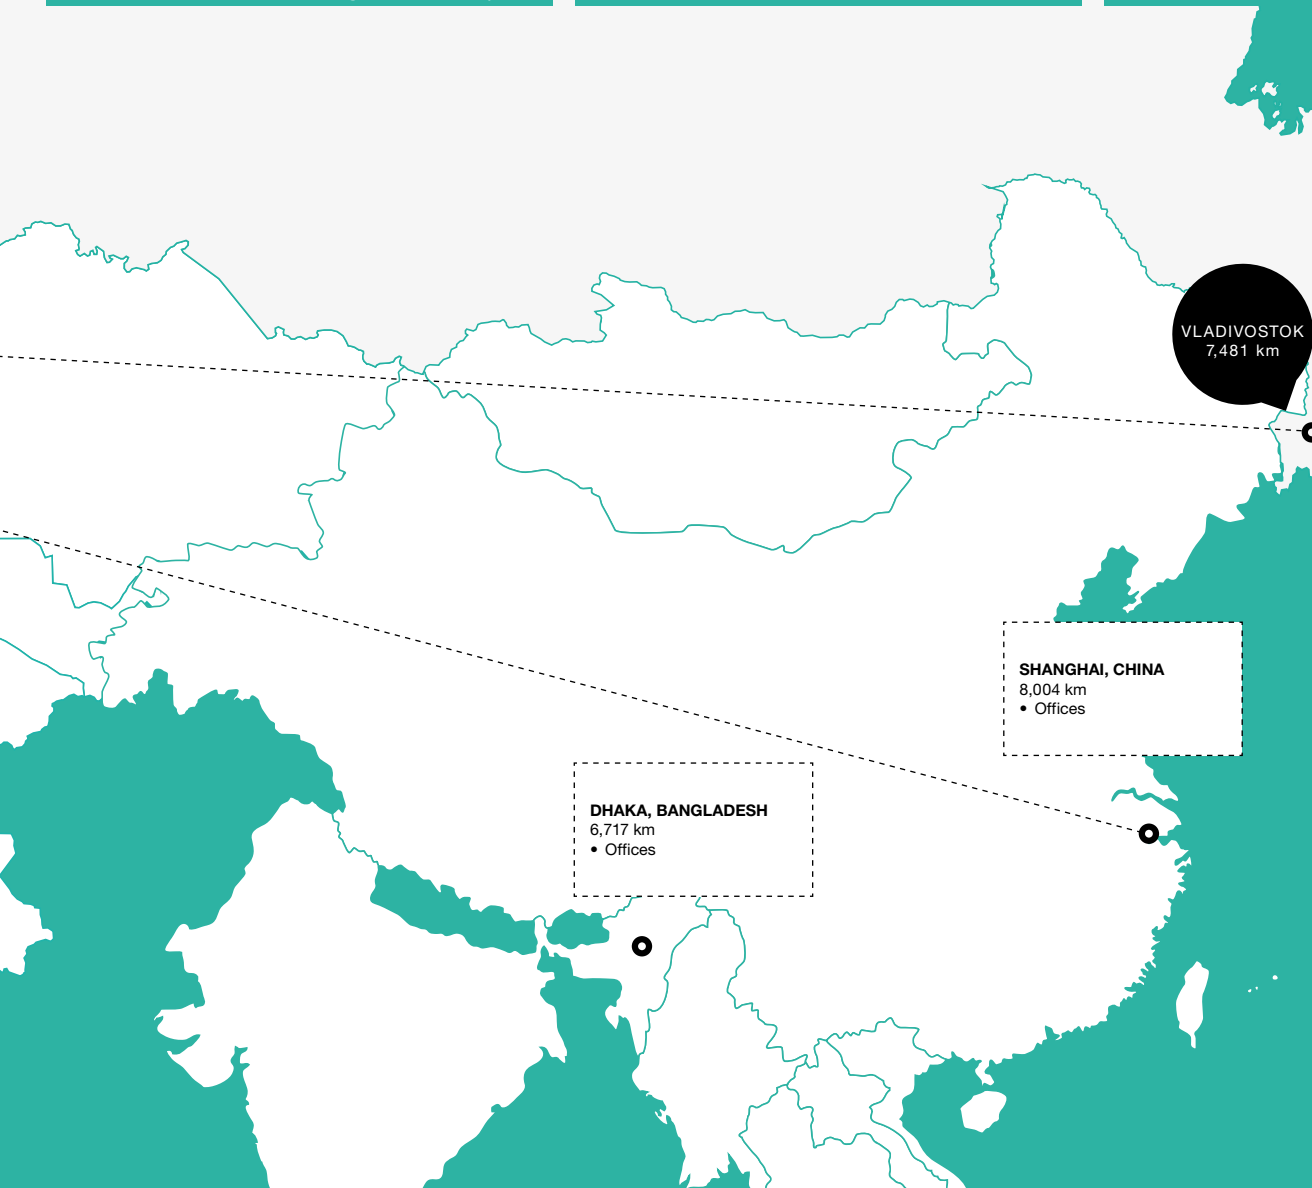 VLADIVOSTOK
7,481 km
SHANGHAI, CHINA
8,004 km
• Offices
DHAKA, BANGLADESH
6,717 km
• Offices